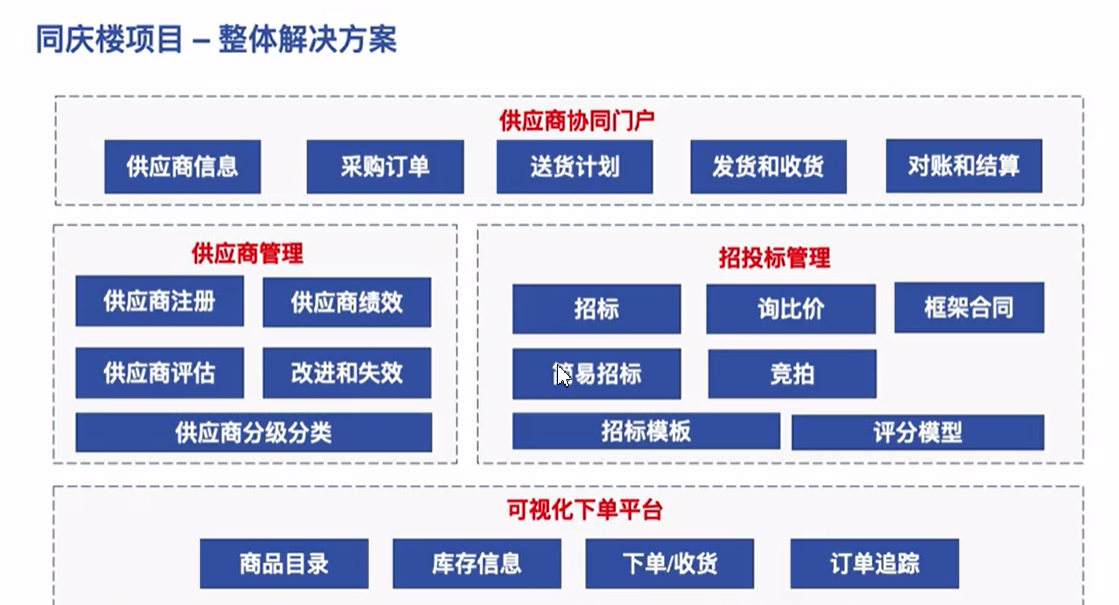 同庆楼项目 – 整体解决方案
供应商协同门户
供应商信息 采购订单 送货计划 发货和收货 对账和结算
供应商管理
供应商注册 供应商绩效
供应商评估 改进和失效
供应商分级分类
招投标管理
招标 询比价 框架合同
简易招标 竞拍
招标模板 评分模型
可视化下单平台
商品目录 库存信息 下单/收货 订单追踪